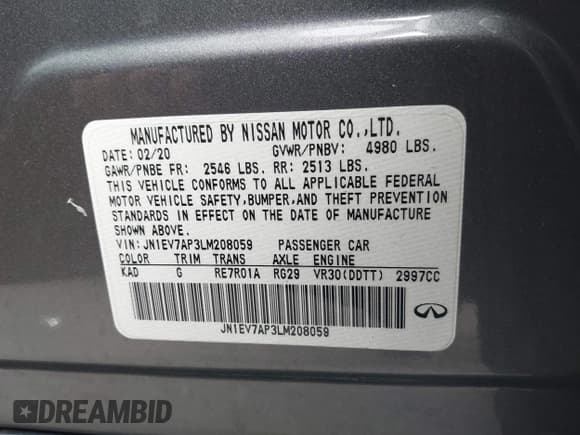 MANUFACTURED BY NISSAN MOTOR CO.,LTD.
DATE: 02/20 GVWR/PNBV: 4980 LBS.
GAWR/PNBE FR: 2546 LBS. RR: 2513 LBS.
THIS VEHICLE CONFORMS TO ALL APPLICABLE FEDERAL
MOTOR VEHICLE SAFETY,BUMPER,AND THEFT PREVENTION
STANDARDS IN EFFECT ON THE DATE OF MANUFACTURE
SHOWN ABOVE.
VIN: JN1EV7AP3LM208059 PASSENGER CAR
COLOR TRIM TRANS AXLE ENGINE
KAD G RE7R01A RG29 VR30(DDTT) 2997CC
JN1EV7AP3LM208059
DREAMBID